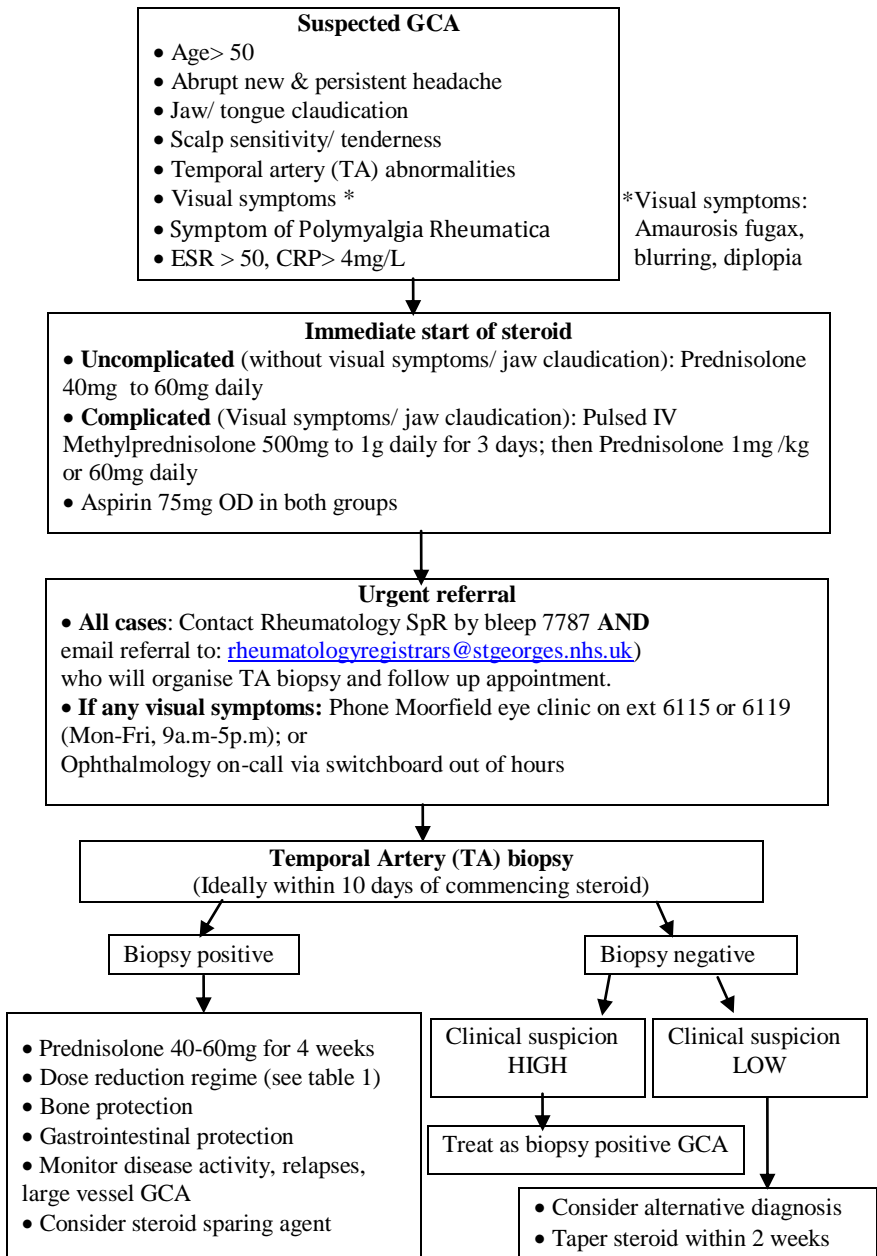 Suspected GCA
• Age> 50
• Abrupt new & persistent headache
• Jaw/ tongue claudication
• Scalp sensitivity/ tenderness
• Temporal artery (TA) abnormalities
• Visual symptoms *
• Symptom of Polymyalgia Rheumatica
• ESR > 50, CRP> 4mg/L
*Visual symptoms:
Amaurosis fugax,
blurring, diplopia
Immediate start of steroid
• Uncomplicated (without visual symptoms/ jaw claudication): Prednisolone
40mg to 60mg daily
• Complicated (Visual symptoms/ jaw claudication): Pulsed IV
Methylprednisolone 500mg to 1g daily for 3 days; then Prednisolone 1mg /kg
or 60mg daily
• Aspirin 75mg OD in both groups
Urgent referral
• All cases: Contact Rheumatology SpR by bleep 7787 AND
email referral to: rheumatologyregistrars@stgeorges.nhs.uk)
who will organise TA biopsy and follow up appointment.
• If any visual symptoms: Phone Moorfield eye clinic on ext 6115 or 6119
(Mon-Fri, 9a.m-5p.m); or
Ophthalmology on-call via switchboard out of hours
Temporal Artery (TA) biopsy
(Ideally within 10 days of commencing steroid)
Biopsy positive
Biopsy negative
• Prednisolone 40-60mg for 4 weeks
• Dose reduction regime (see table 1)
• Bone protection
• Gastrointestinal protection
• Monitor disease activity, relapses,
large vessel GCA
• Consider steroid sparing agent
Clinical suspicion
HIGH
Clinical suspicion
LOW
Treat as biopsy positive GCA
• Consider alternative diagnosis
• Taper steroid within 2 weeks